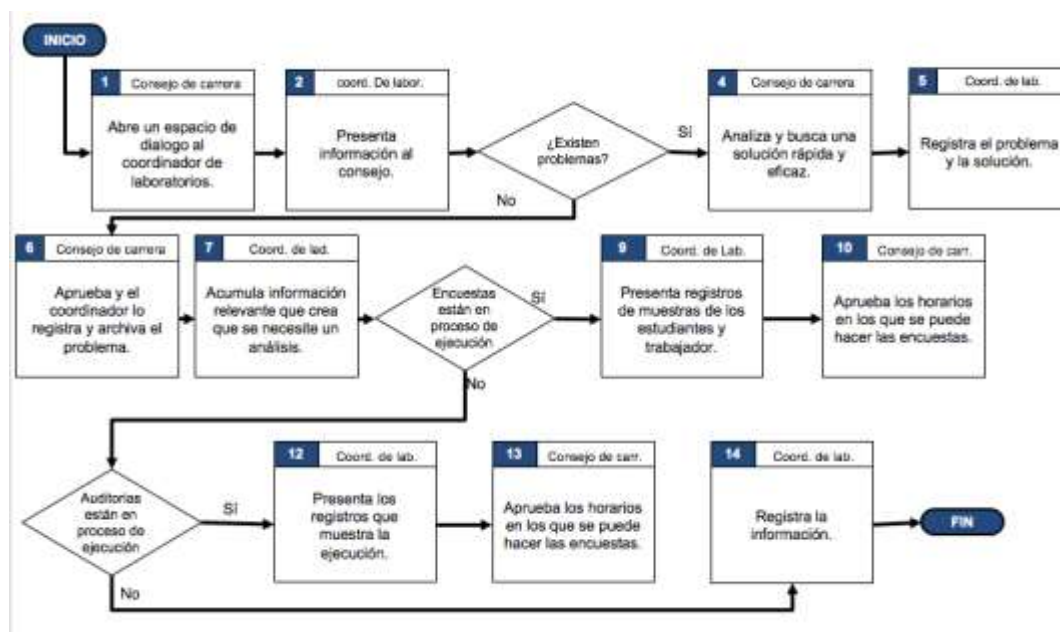 INICIO
1 Consejo de carrera
Abre un espacio de
dialogo al
coordinador de
laboratorios.
2 coord. De labor.
Presenta
información al
consejo.
¿Existen
problemas?
Sí
No
4 Consejo de carrera
Analiza y busca una
solución rápida y
eficaz.
5 Coord. de lab.
Registra el problema
y la solución.
6 Consejo de carrera
Aprueba y el
coordinador lo
registra y archiva el
problema.
7 Coord. de lad.
Acumula información
relevante que crea
que se necesite un
análisis.
Encuestas
están en
proceso de
ejecución
Sí
No
9 Coord. de Lab.
Presenta registros
de muestras de los
estudiantes y
trabajador.
10 Consejo de carr.
Aprueba los horarios
en los que se puede
hacer las encuestas.
Auditorias
están en
proceso de
ejecución
Sí
No
12 Coord. de lab.
Presenta los
registros que
muestra la
ejecución.
13 Consejo de carr.
Aprueba los horarios
en los que se puede
hacer las encuestas.
14 Coord. de lab.
Registra la
información.
FIN